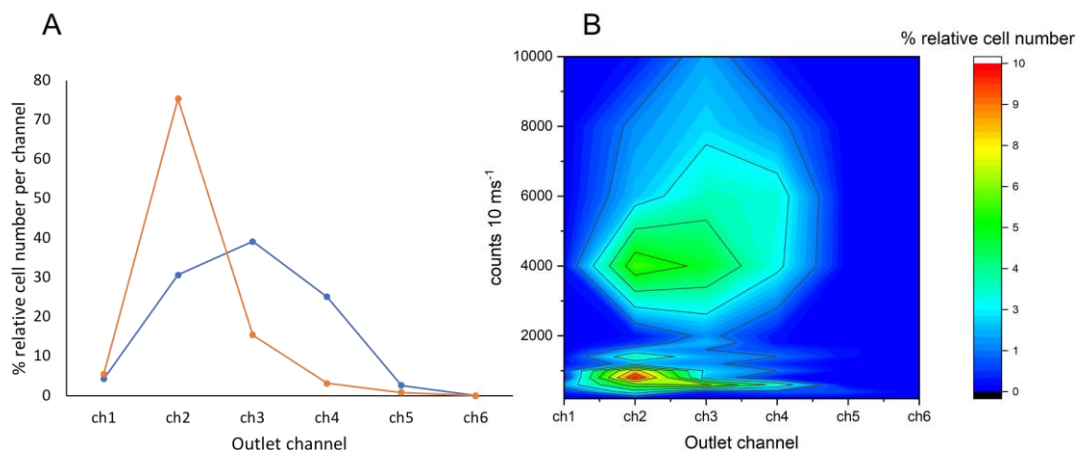 A
% relative cell number per channel
80
70
60
50
40
30
20
10
0
ch1 ch2 ch3 ch4 ch5 ch6
Outlet channel
B
% relative cell number
counts 10 ms⁻¹
10000
8000
6000
4000
2000
ch1 ch2 ch3 ch4 ch5 ch6
Outlet channel
10
9
8
6
5
4
3
1
0